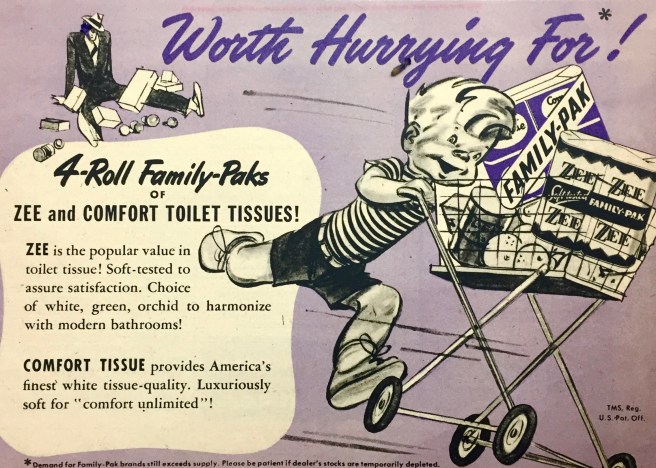 Worth Hurrying For*!
4-Roll Family-Paks
OF
ZEE and COMFORT TOILET TISSUES!
ZEE is the popular value in
toilet tissue! Soft-tested to
assure satisfaction. Choice
of white, green, orchid to harmonize
with modern bathrooms!
COMFORT TISSUE provides America's
finest white tissue-quality. Luxuriously
soft for "comfort unlimited"!
FAMILY-PAK
ZEE ZEE
Soft-tested
FAMILY-PAK
ZEE ZEE
TMS. Reg.
U.S. Pat. Off.
*Demand for Family-Pak brands still exceeds supply. Please be patient if dealer's stocks are temporarily depleted.